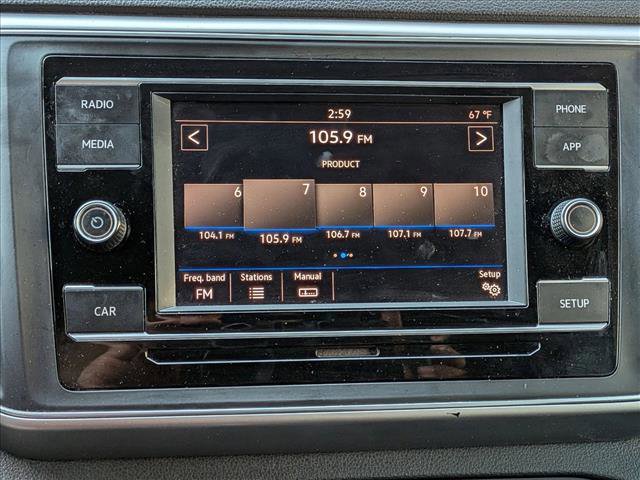 RADIO
MEDIA
CAR
2:59 67 °F
105.9 FM
PRODUCT
6 7 8 9 10
104.1 FM 105.9 FM 106.7 FM 107.1 FM 107.7 FM
Freq. band Stations Manual Setup
FM
PHONE
APP
SETUP